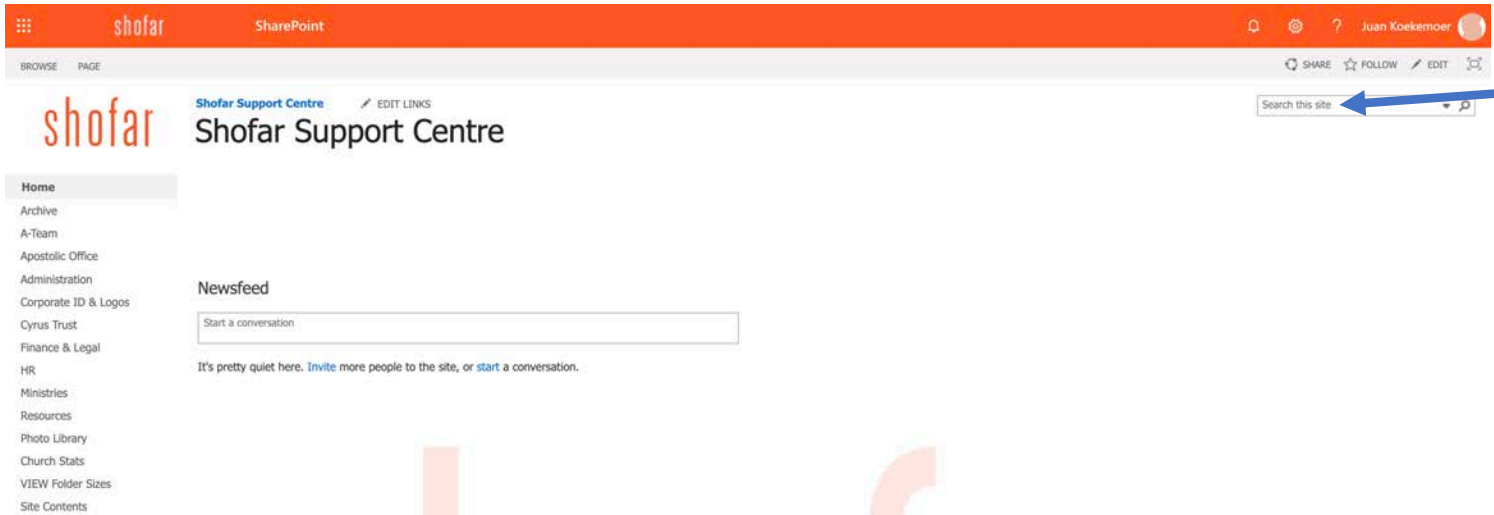 shofar SharePoint ? Juan Koekemoer
BROWSE PAGE SHARE FOLLOW EDIT
shofar
Shofar Support Centre EDIT LINKS
Search this site
Shofar Support Centre
Home
Archive
A-Team
Apostolic Office
Administration
Corporate ID & Logos
Cyrus Trust
Finance & Legal
HR
Ministries
Resources
Photo Library
Church Stats
VIEW Folder Sizes
Site Contents
Newsfeed
Start a conversation
It's pretty quiet here. Invite more people to the site, or start a conversation.